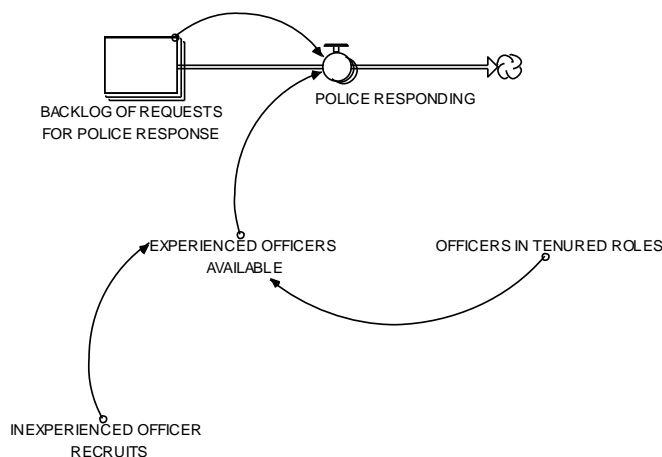 BACKLOG OF REQUESTS
FOR POLICE RESPONSE
POLICE RESPONDING
EXPERIENCED OFFICERS
AVAILABLE
OFFICERS IN TENURED ROLES
INEXPERIENCED OFFICER
RECRUITS